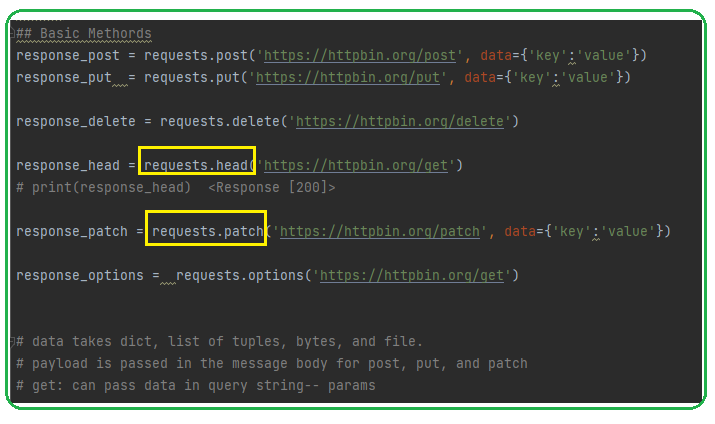 ## Basic Methords
response_post = requests.post('https://httpbin.org/post', data={'key':'value'})
response_put  = requests.put('https://httpbin.org/put', data={'key':'value'})
response_delete = requests.delete('https://httpbin.org/delete')
response_head = requests.head('https://httpbin.org/get')
# print(response_head)  <Response [200]>
response_patch = requests.patch('https://httpbin.org/patch', data={'key':'value'})
response_options =  requests.options('https://httpbin.org/get')
# data takes dict, list of tuples, bytes, and file.
# payload is passed in the message body for post, put, and patch
# get: can pass data in query string-- params